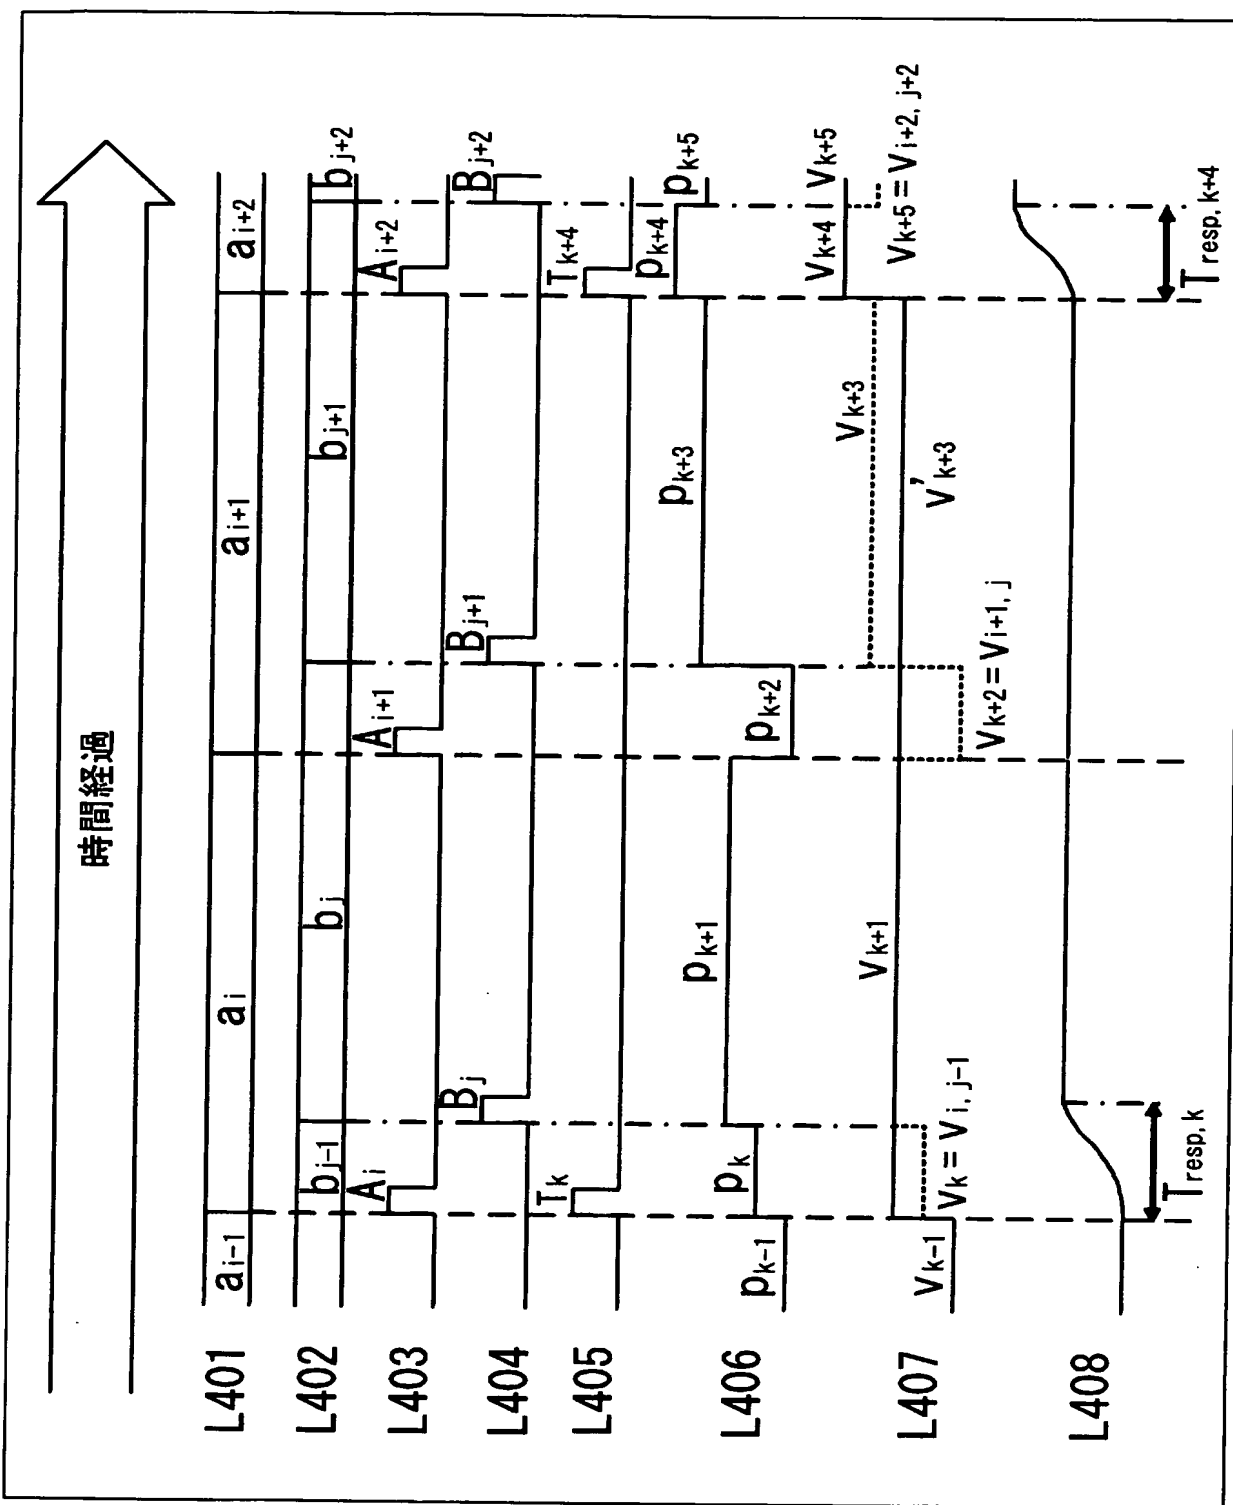 時間経過
L401 a_{i-1} a_i a_{i+1} a_{i+2}
L402 b_{j-1} b_j b_{j+1} b_{j+2}
L403 A_i A_{i+1} A_{i+2}
L404 B_j B_{j+1} B_{j+2}
L405 T_k T_{k+4}
L406 p_{k-1} p_k p_{k+1} p_{k+2} p_{k+3} p_{k+4} p_{k+5}
L407 V_{k-1} V_{k+1} V_{k+3} V_{k+4} V_{k+5}
V_k=V_{i, j-1} V_{k+2}=V_{i+1, j} V'_{k+3} V_{k+5}=V_{i+2, j+2}
L408
T_{resp, k} T_{resp, k+4}